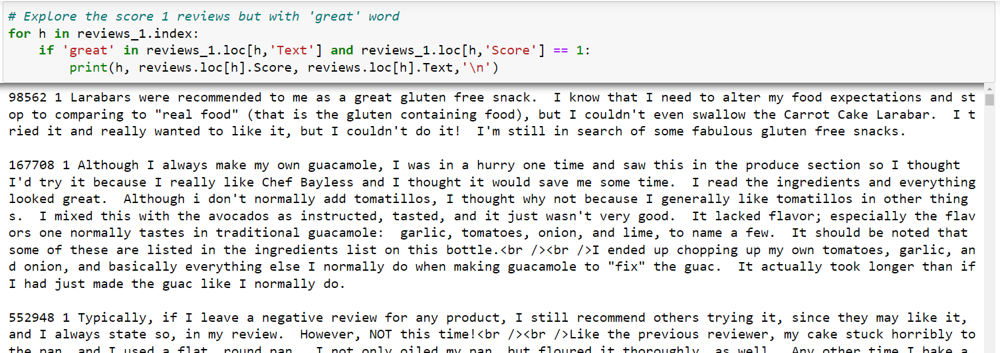 # Explore the score 1 reviews but with 'great' word
for h in reviews_1.index:
    if 'great' in reviews_1.loc[h,'Text'] and reviews_1.loc[h,'Score'] == 1:
        print(h, reviews.loc[h].Score, reviews.loc[h].Text,'\n')
98562 1 Larabars were recommended to me as a great gluten free snack.  I know that I need to alter my food expectations and st
op to comparing to "real food" (that is the gluten containing food), but I couldn't even swallow the Carrot Cake Larabar.  I t
ried it and really wanted to like it, but I couldn't do it!  I'm still in search of some fabulous gluten free snacks.
167708 1 Although I always make my own guacamole, I was in a hurry one time and saw this in the produce section so I thought
I'd try it because I really like Chef Bayless and I thought it would save me some time.  I read the ingredients and everything
looked great.  Although i don't normally add tomatillos, I thought why not because I generally like tomatillos in other thing
s.  I mixed this with the avocados as instructed, tasted, and it just wasn't very good.  It lacked flavor; especially the flav
ors one normally tastes in traditional guacamole:  garlic, tomatoes, onion, and lime, to name a few.  It should be noted that
some of these are listed in the ingredients list on this bottle.<br /><br />I ended up chopping up my own tomatoes, garlic, an
d onion, and basically everything else I normally do when making guacamole to "fix" the guac.  It actually took longer than if
I had just made the guac like I normally do.
552948 1 Typically, if I leave a negative review for any product, I still recommend others trying it, since they may like it,
and I always state so, in my review.  However, NOT this time!<br /><br />Like the previous reviewer, my cake stuck horribly to
the pan, and I used a flat, round pan.  I not only oiled my pan, but floured it thoroughly, as well.  Any other time I bake a